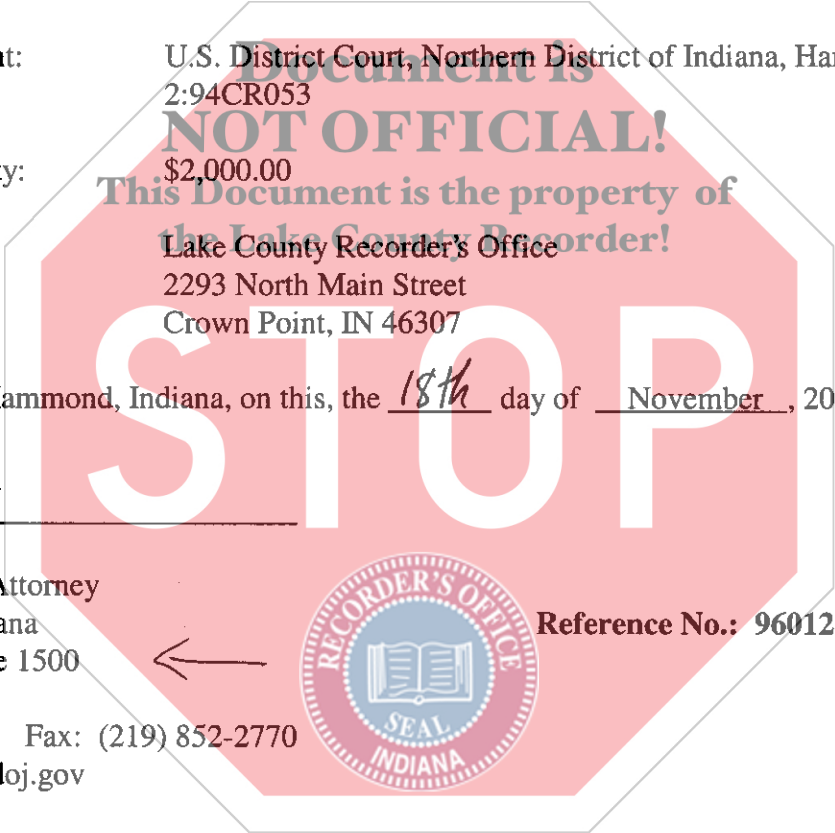 t: U.S. District Court, Northern District of Indiana, Ha
2:94CR053
Document is
NOT OFFICIAL!
y: $2,000.00
This Document is the property of
the Lake County Recorder!
Lake County Recorder's Office
2293 North Main Street
Crown Point, IN 46307
STOP
ammond, Indiana, on this, the 18th day of November, 20
Attorney
ana Reference No.: 96012
e 1500
Fax: (219) 852-2770
doj.gov
RECORDER'S OFFICE
SEAL
INDIANA